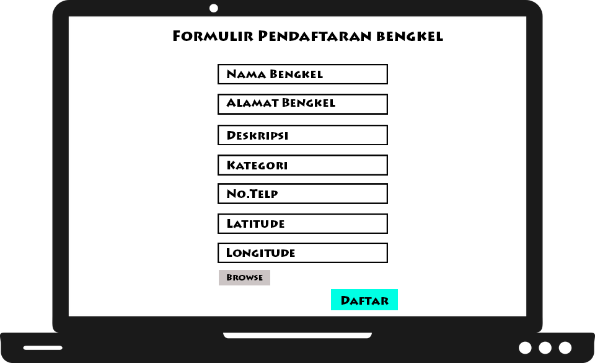 Formulir Pendaftaran bengkel
Nama Bengkel
Alamat Bengkel
Deskripsi
Kategori
No.Telp
Latitude
Longitude
Browse
Daftar